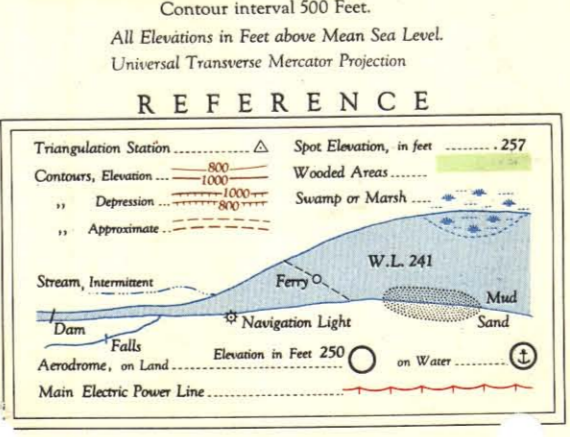 Contour interval 500 Feet.
All Elevations in Feet above Mean Sea Level.
Universal Transverse Mercator Projection
REFERENCE
Triangulation Station
Spot Elevation, in feet .257
Contours, Elevation 800 1000
Wooded Areas
„ Depression 1000 800
Swamp or Marsh
„ Approximate
W.L. 241
Stream, Intermittent
Ferry
Mud
Dam
Navigation Light
Sand
Falls
Aerodrome, on Land Elevation in Feet 250 on Water
Main Electric Power Line